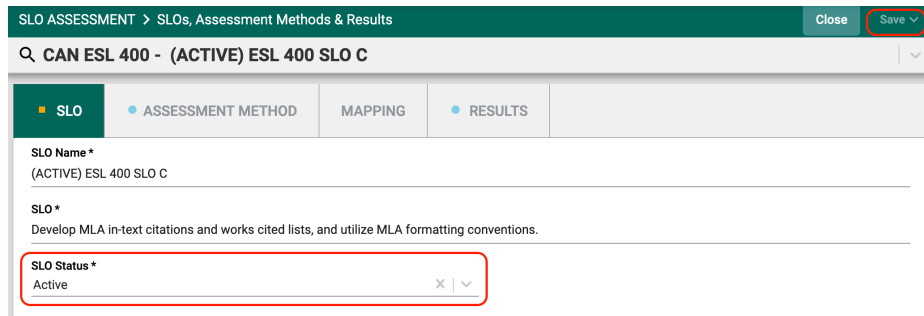 SLO ASSESSMENT > SLOs, Assessment Methods & Results Close Save
CAN ESL 400 - (ACTIVE) ESL 400 SLO C
SLO ASSESSMENT METHOD MAPPING RESULTS
SLO Name *
(ACTIVE) ESL 400 SLO C
SLO *
Develop MLA in-text citations and works cited lists, and utilize MLA formatting conventions.
SLO Status *
Active